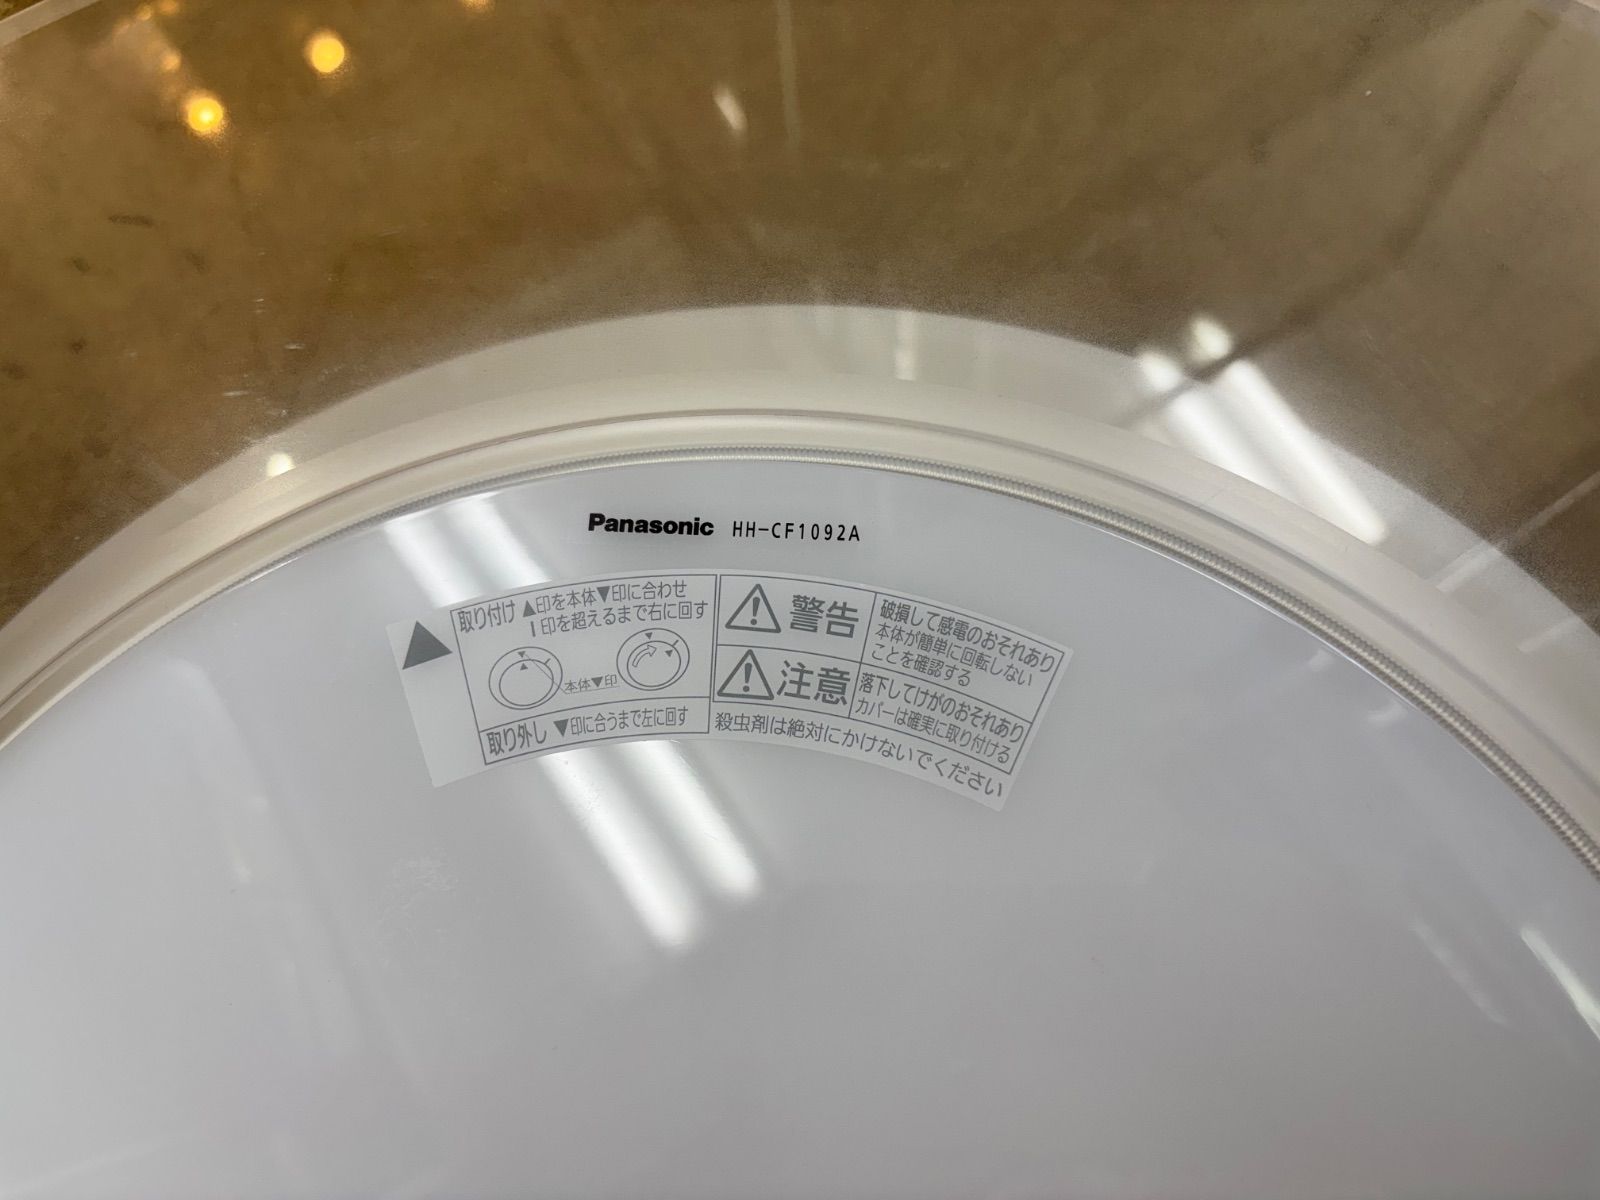 Panasonic HH-CF1092A
取り付け ▲印を本体▼印に合わせ
I 印を超えるまで右に回す
本体▼印
取り外し ▼印に合うまで左に回す
警告
破損して感電のおそれあり
本体が簡単に回転しない
ことを確認する
注意
落下してけがのおそれあり
カバーは確実に取り付ける
殺虫剤は絶対にかけないでください